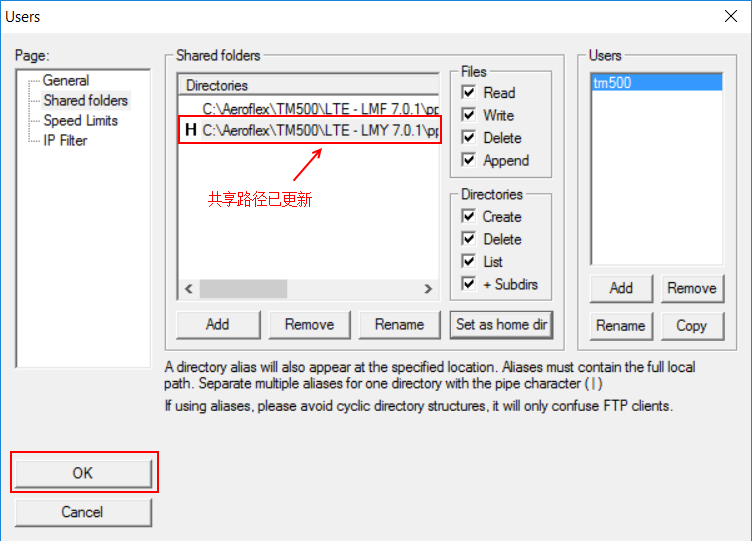 Users
Page:
General
Shared folders
Speed Limits
IP Filter
Shared folders
Directories
C:\Aeroflex\TM500\LTE - LMF 7.0.1\pp
H C:\Aeroflex\TM500\LTE - LMY 7.0.1\pp
共享路径已更新
Add
Remove
Rename
Files
Read
Write
Delete
Append
Directories
Create
Delete
List
+ Subdirs
Set as home dir
Users
tm500
Add
Remove
Rename
Copy
A directory alias will also appear at the specified location. Aliases must contain the full local
path. Separate multiple aliases for one directory with the pipe character ( | )
If using aliases, please avoid cyclic directory structures, it will only confuse FTP clients.
OK
Cancel